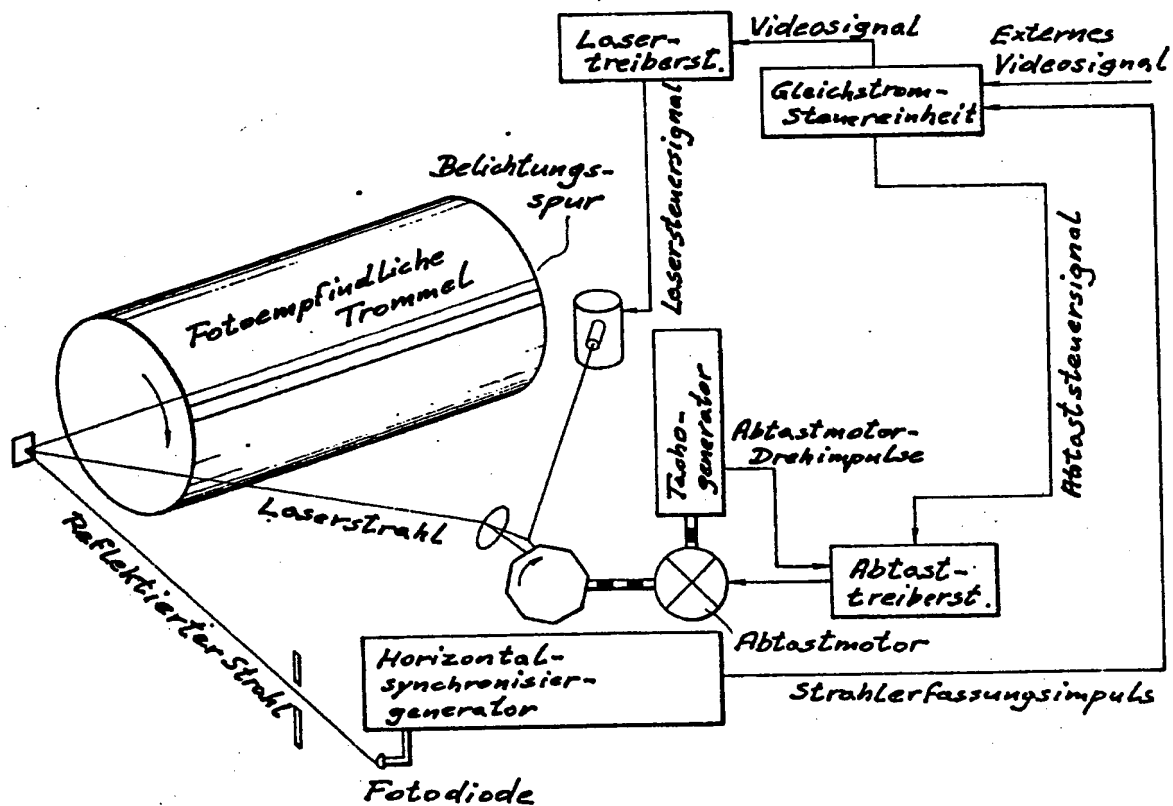 Laser-
treiberst.
Videosignal
Externes
Videosignal
Gleichstrom-
Steuereinheit
Belichtungs-
spur
Lasersteuersignal
Fotoempfindliche
Trommel
Tacho-
generator
Abtastmotor-
Drehimpulse
Abtaststeuersignal
Laserstrahl
Reflektierter Strahl
Abtast-
treiberst.
Abtastmotor
Horizontal-
synchronisier-
generator
Strahlerfassungsimpuls
Fotodiode